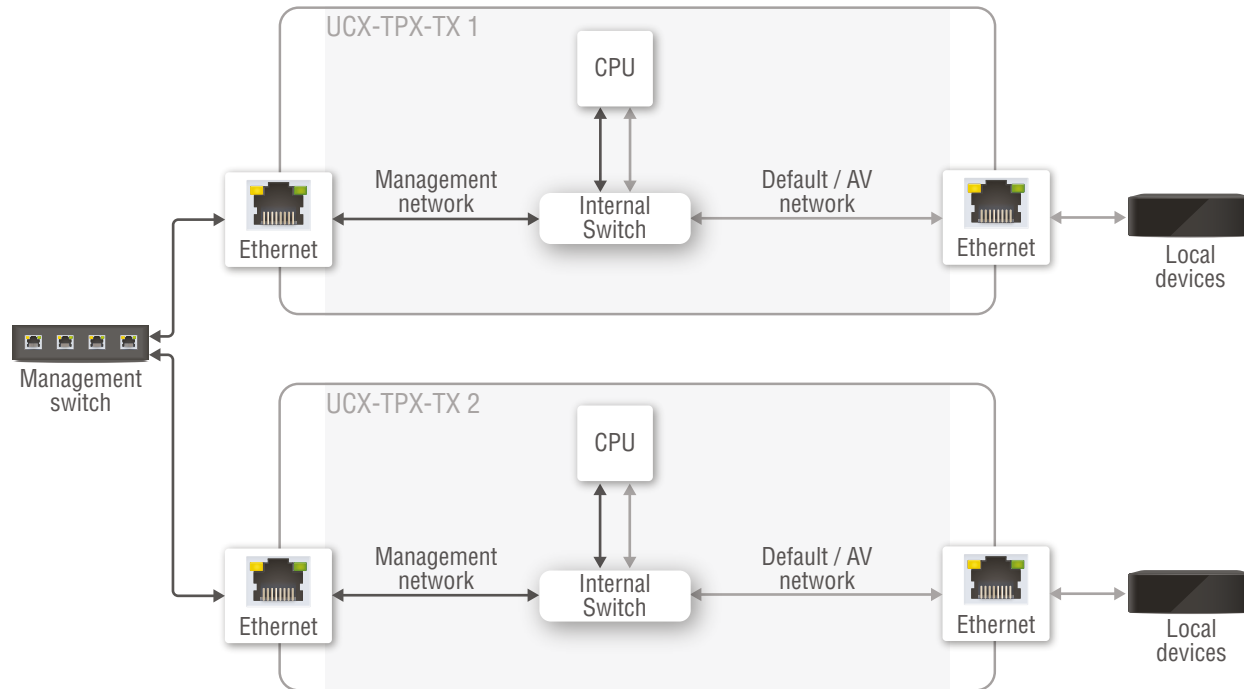 UCX-TPX-TX 1
CPU
Management
network
Default / AV
network
Internal
Switch
Ethernet
Ethernet
Local
devices
Management
switch
UCX-TPX-TX 2
CPU
Management
network
Default / AV
network
Internal
Switch
Ethernet
Ethernet
Local
devices